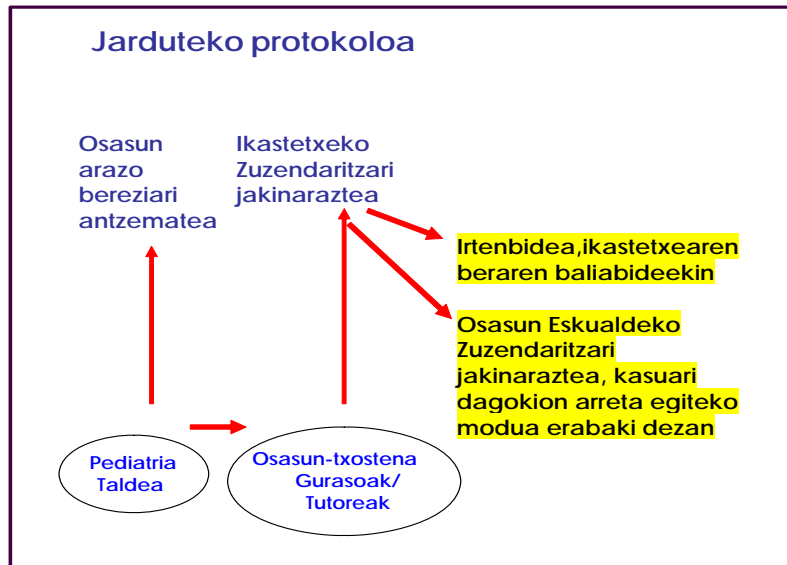 Jarduteko protokoloa
Osasun
arazo
bereziari
antzematea
Ikastetxeko
Zuzendaritzari
jakinaraztea
Irtenbidea,ikastetxearen
beraren baliabideekin
Osasun Eskualdeko
Zuzendaritzari
jakinaraztea, kasuari
dagokion arreta egiteko
modua erabaki dezan
Pediatria
Taldea
Osasun-txostena
Gurasoak/
Tutoreak